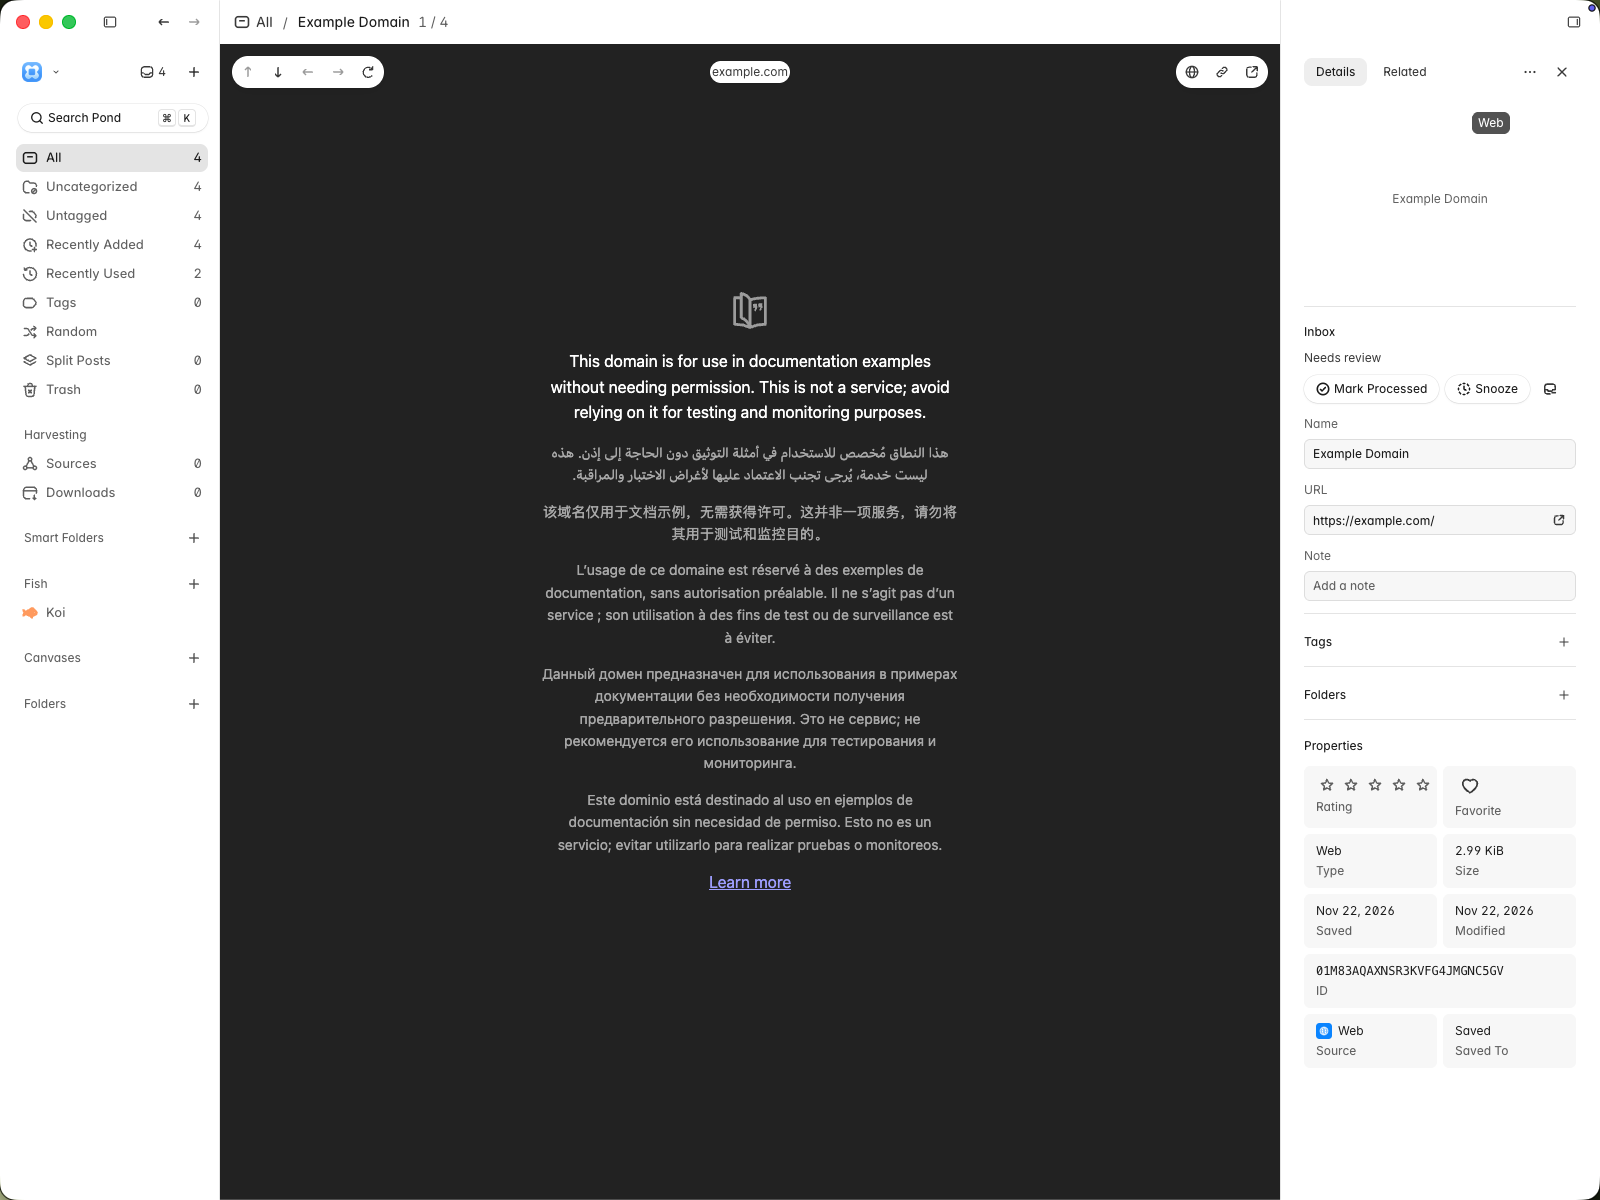 All / Example Domain 1 / 4
4
Search Pond ⌘ K
All 4
Uncategorized 4
Untagged 4
Recently Added 4
Recently Used 2
Tags 0
Random
Split Posts 0
Trash 0
Harvesting
Sources 0
Downloads 0
Smart Folders
Fish
Koi
Canvases
Folders
example.com
This domain is for use in documentation examples
without needing permission. This is not a service; avoid
relying on it for testing and monitoring purposes.
هذا النطاق مُخصص للاستخدام في أمثلة التوثيق دون الحاجة إلى إذن. هذه
ليست خدمة، يُرجى تجنب الاعتماد عليها لأغراض الاختبار والمراقبة.
该域名仅用于文档示例，无需获得许可。这并非一项服务，请勿将
其用于测试和监控目的。
L’usage de ce domaine est réservé à des exemples de
documentation, sans autorisation préalable. Il ne s’agit pas d’un
service ; son utilisation à des fins de test ou de surveillance est
à éviter.
Данный домен предназначен для использования в примерах
документации без необходимости получения
предварительного разрешения. Это не сервис; не
рекомендуется его использование для тестирования и
мониторинга.
Este dominio está destinado al uso en ejemplos de
documentación sin necesidad de permiso. Esto no es un
servicio; evitar utilizarlo para realizar pruebas o monitoreos.
Learn more
Details Related
Web
Example Domain
Inbox
Needs review
Mark Processed Snooze
Name
Example Domain
URL
https://example.com/
Note
Add a note
Tags
Folders
Properties
Rating
Favorite
Web
Type
2.99 KiB
Size
Nov 22, 2026
Saved
Nov 22, 2026
Modified
01M83AQAXNSR3KVFG4JMGNC5GV
ID
Web
Source
Saved
Saved To